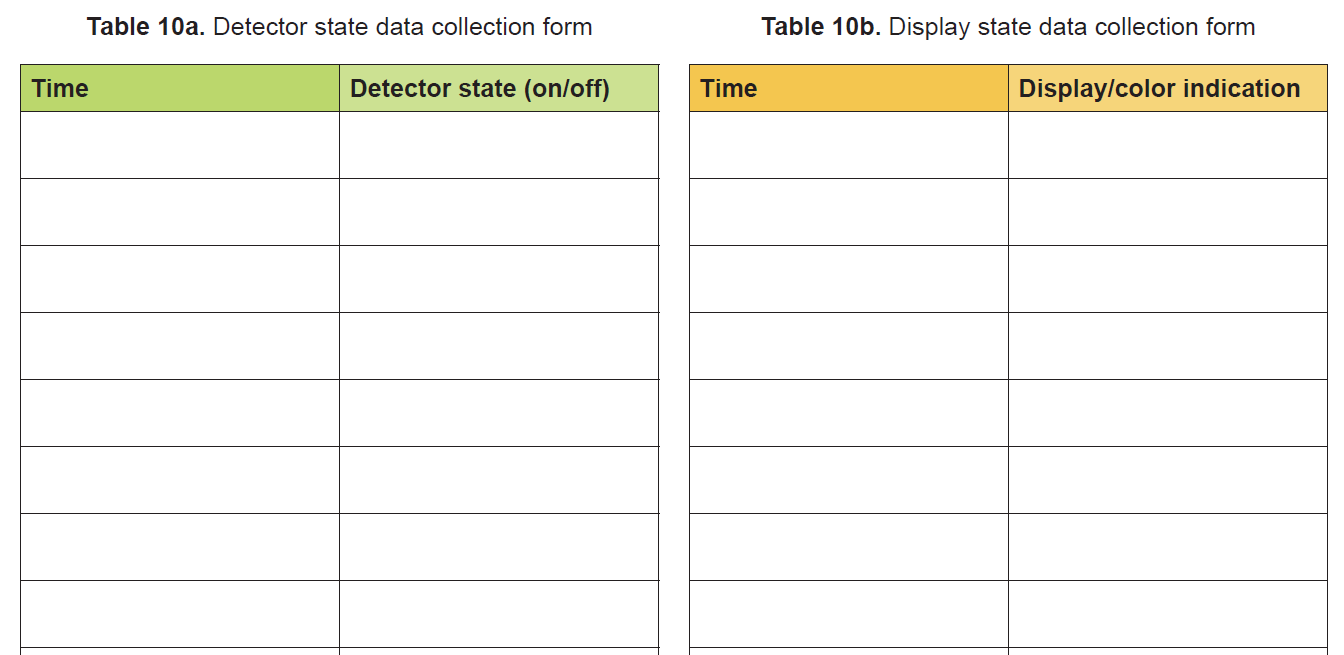 Table 10a. Detector state data collection form
Time Detector state (on/off)
Table 10b. Display state data collection form
Time Display/color indication